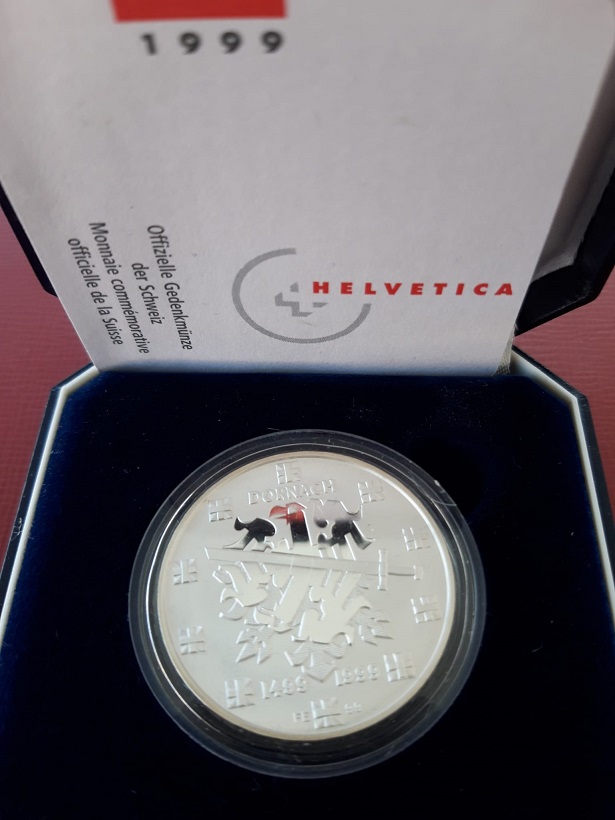 1999
HELVETICA
Offizielle Gedenkmünze
der Schweiz
Monnaie commémorative
officielle de la Suisse
DORNACH
1499 1999